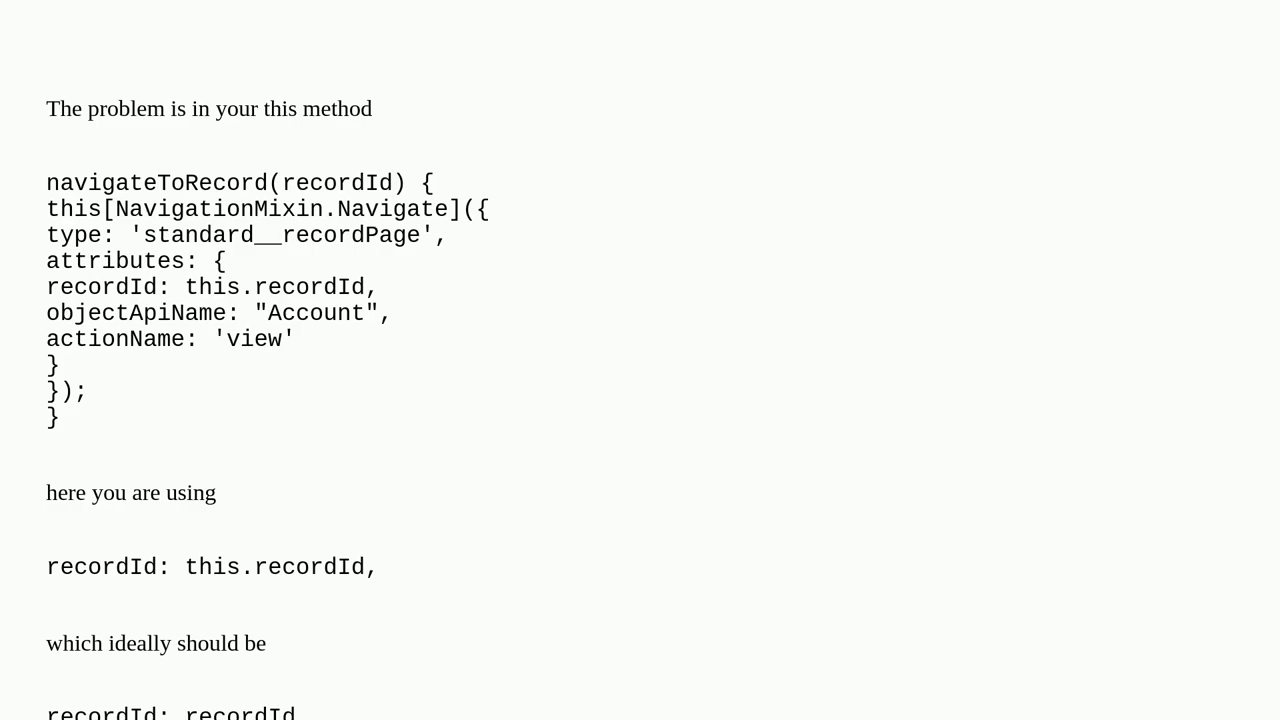 The problem is in your this method
navigateToRecord(recordId) {
this[NavigationMixin.Navigate]({
type: 'standard__recordPage',
attributes: {
recordId: this.recordId,
objectApiName: "Account",
actionName: 'view'
}
});
}
here you are using
recordId: this.recordId,
which ideally should be
recordId: recordId